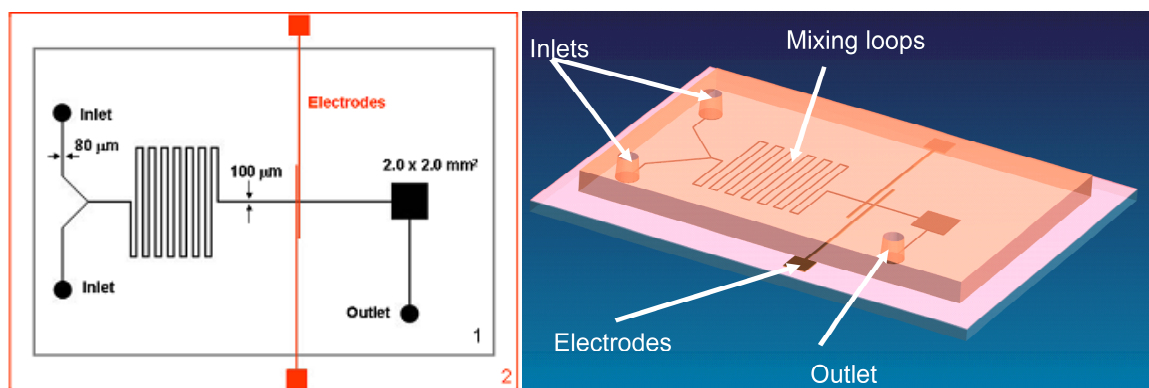 Inlet
80 μm
Electrodes
100 μm
2.0 x 2.0 mm²
Inlet
Outlet
1
2
Inlets
Mixing loops
Electrodes
Outlet